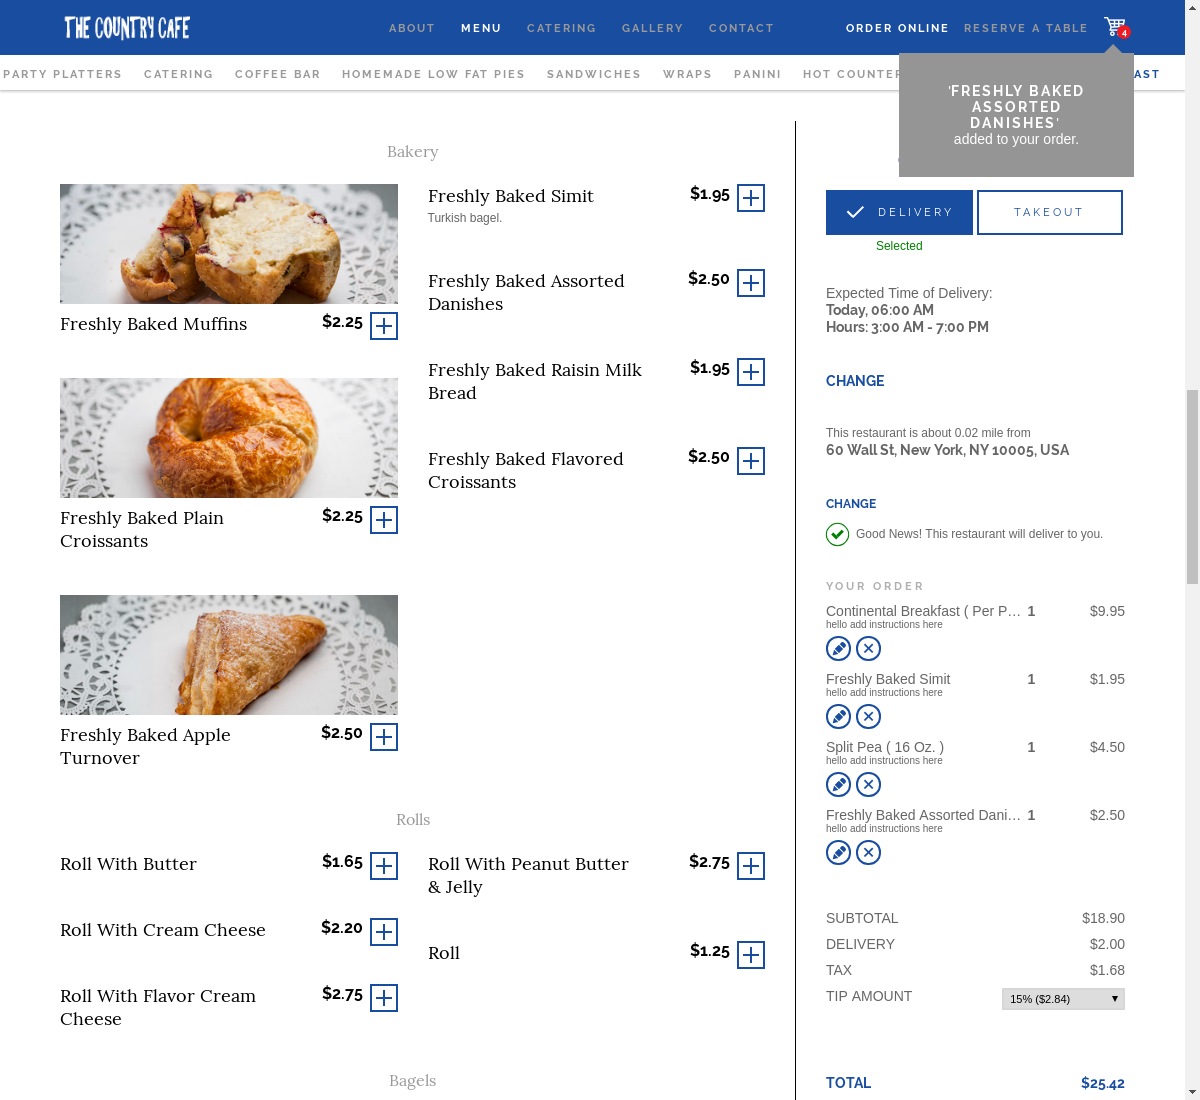 THE COUNTRY CAFE
ABOUT MENU CATERING GALLERY CONTACT ORDER ONLINE RESERVE A TABLE 4
PARTY PLATTERS CATERING COFFEE BAR HOMEMADE LOW FAT PIES SANDWICHES WRAPS PANINI HOT COUNTER AST
'FRESHLY BAKED
ASSORTED
DANISHES'
added to your order.
Bakery
Freshly Baked Muffins $2.25
Freshly Baked Plain
Croissants
$2.25
Freshly Baked Apple
Turnover
$2.50
Freshly Baked Simit $1.95
Turkish bagel.
Freshly Baked Assorted
Danishes
$2.50
Freshly Baked Raisin Milk
Bread
$1.95
Freshly Baked Flavored
Croissants
$2.50
Rolls
Roll With Butter $1.65
Roll With Cream Cheese $2.20
Roll With Flavor Cream
Cheese
$2.75
Roll With Peanut Butter
& Jelly
$2.75
Roll $1.25
Bagels
DELIVERY TAKEOUT
Selected
Expected Time of Delivery:
Today, 06:00 AM
Hours: 3:00 AM - 7:00 PM
CHANGE
This restaurant is about 0.02 mile from
60 Wall St, New York, NY 10005, USA
CHANGE
Good News! This restaurant will deliver to you.
YOUR ORDER
Continental Breakfast ( Per P... 1 $9.95
hello add instructions here
Freshly Baked Simit 1 $1.95
hello add instructions here
Split Pea ( 16 Oz. ) 1 $4.50
hello add instructions here
Freshly Baked Assorted Dani... 1 $2.50
hello add instructions here
SUBTOTAL $18.90
DELIVERY $2.00
TAX $1.68
TIP AMOUNT 15% ($2.84)
TOTAL $25.42